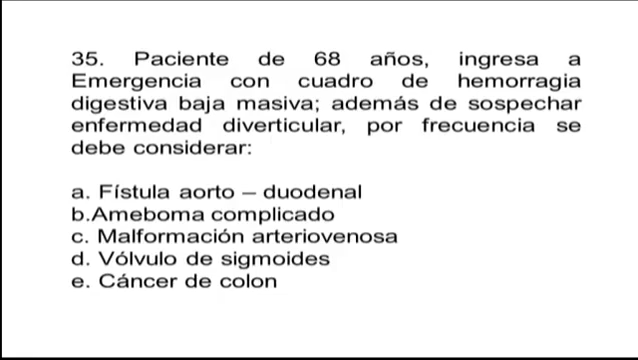 35. Paciente de 68 años, ingresa a
Emergencia con cuadro de hemorragia
digestiva baja masiva; además de sospechar
enfermedad diverticular, por frecuencia se
debe considerar:
a. Fístula aorto – duodenal
b.Ameboma complicado
c. Malformación arteriovenosa
d. Vólvulo de sigmoides
e. Cáncer de colon